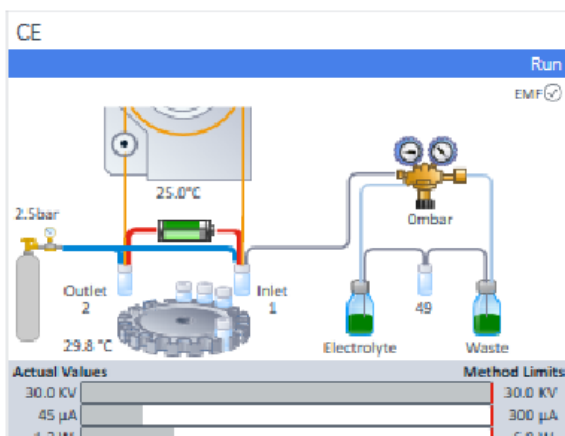 CE
Run
EMF
25.0°C
2.5bar
0mbar
Outlet
2
Inlet
1
49
29.8 °C
Electrolyte
Waste
Actual Values Method Limits
30.0 KV 30.0 KV
45 µA 300 µA